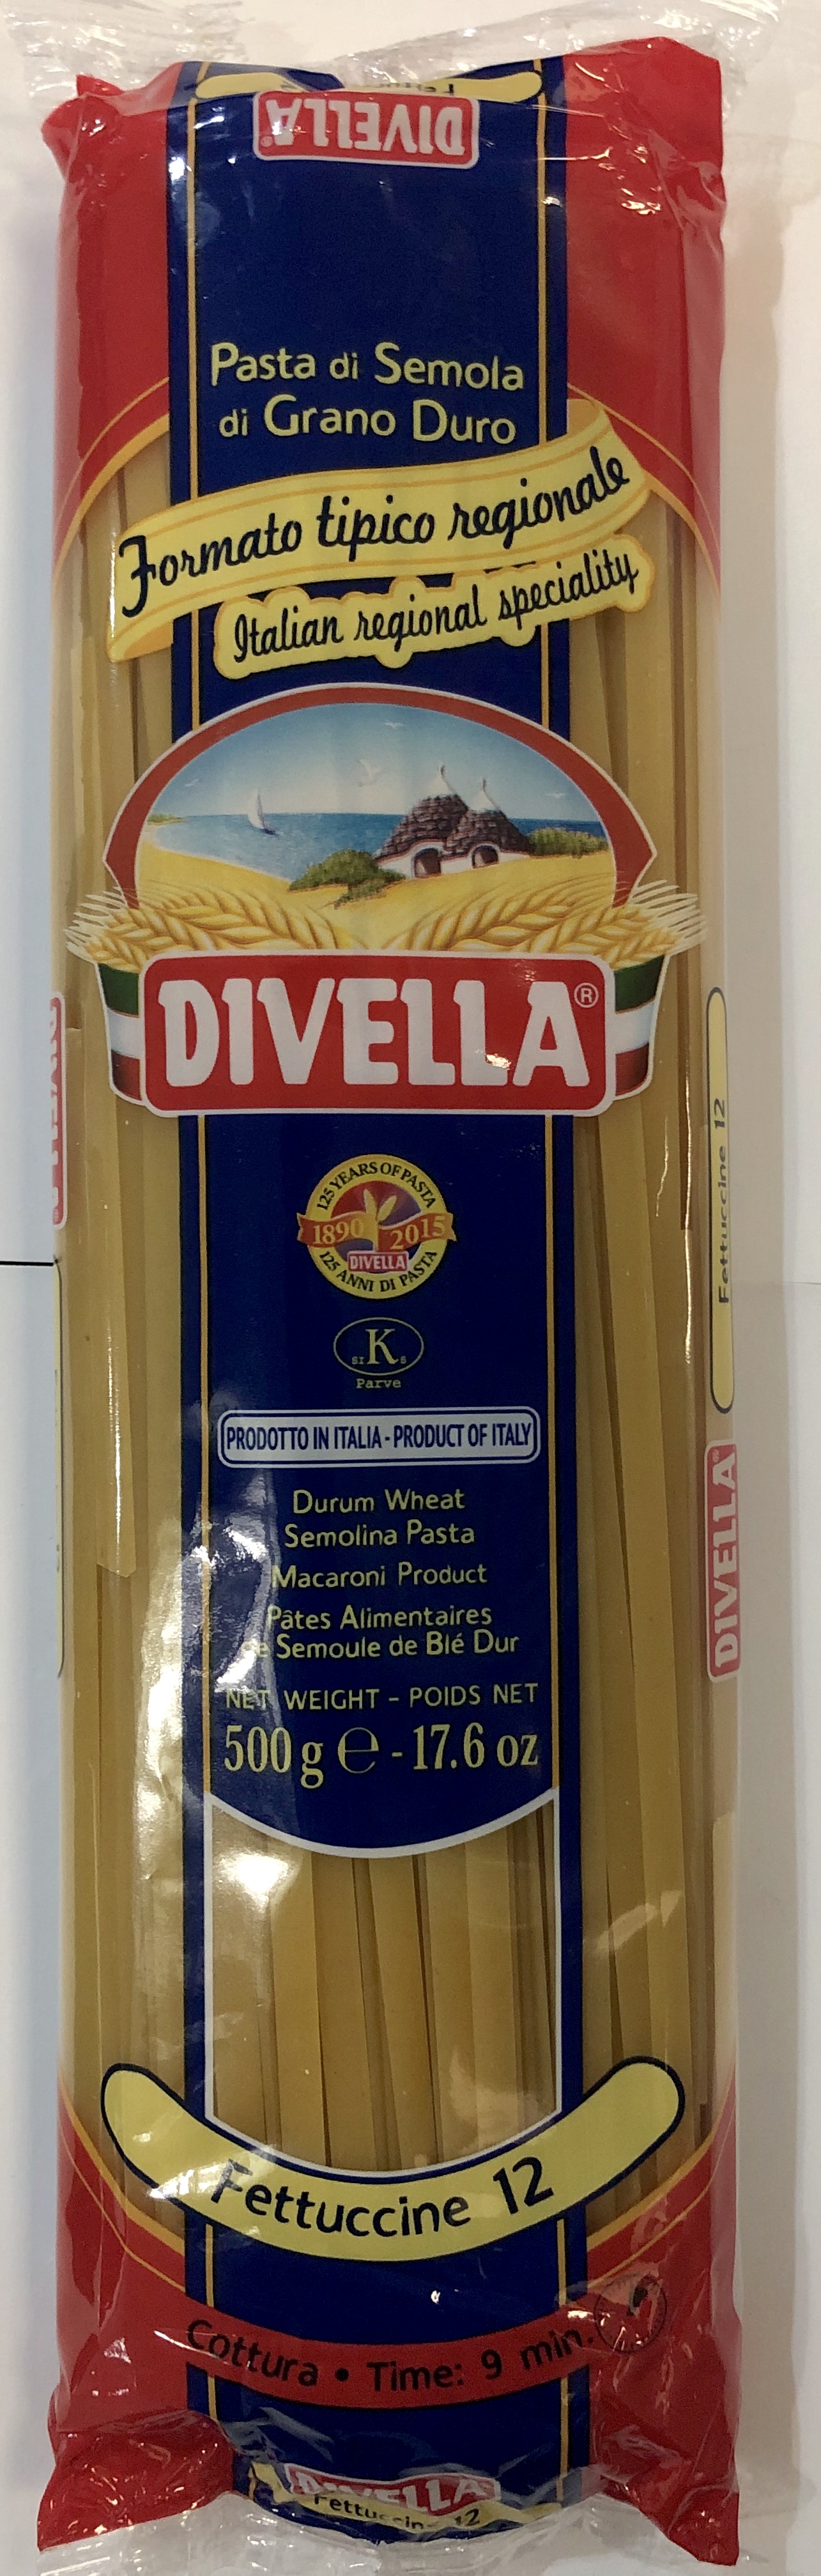 DIVELLA®
Pasta di Semola
di Grano Duro
Formato tipico regionale
Italian regional speciality
DIVELLA®
125 YEARS OF PASTA
1890 2015
DIVELLA
125 ANNI DI PASTA
K
Parve
PRODOTTO IN ITALIA - PRODUCT OF ITALY
Durum Wheat
Semolina Pasta
Macaroni Product
Pâtes Alimentaires
de Semoule de Blé Dur
NET WEIGHT - POIDS NET
500 g ℮ - 17.6 oz
Fettuccine 12
DIVELLA®
Fettuccine 12
Cottura • Time: 9 min.
DIVELLA
Fettuccine 12